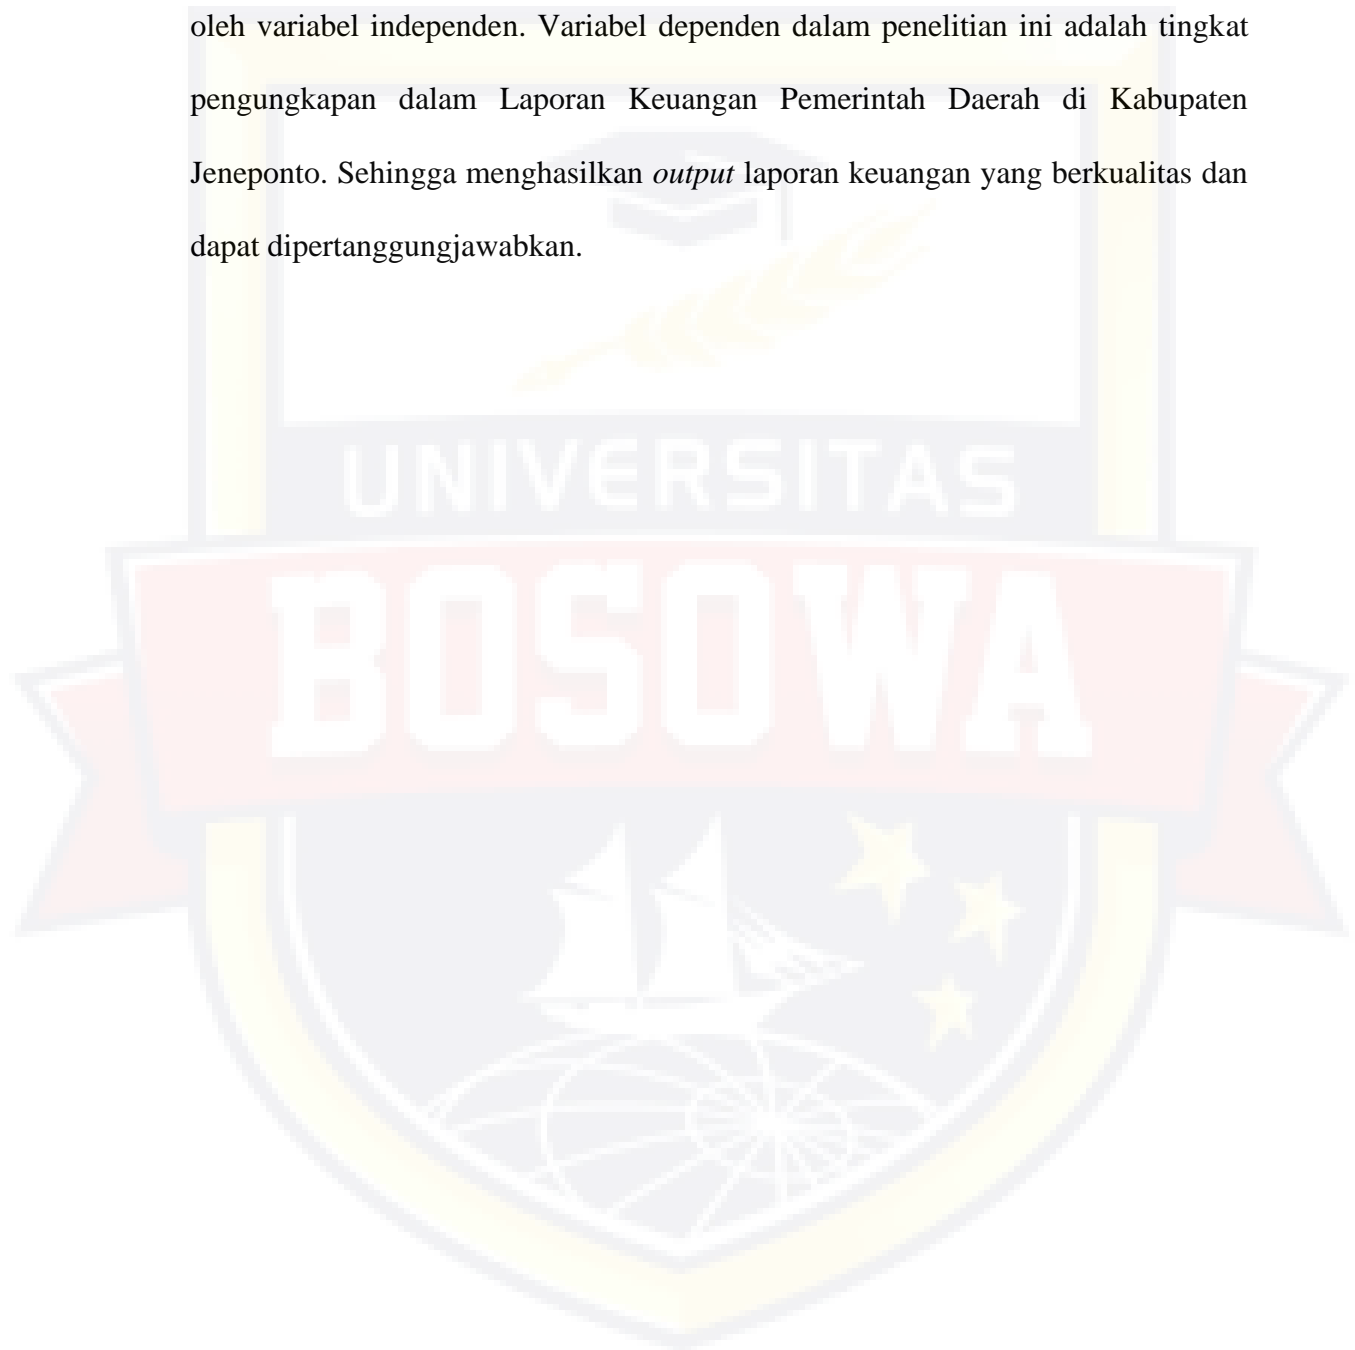 oleh variabel independen. Variabel dependen dalam penelitian ini adalah tingkat
pengungkapan dalam Laporan Keuangan Pemerintah Daerah di Kabupaten
Jeneponto. Sehingga menghasilkan output laporan keuangan yang berkualitas dan
dapat dipertanggungjawabkan.
UNIVERSITAS
BOSOWA